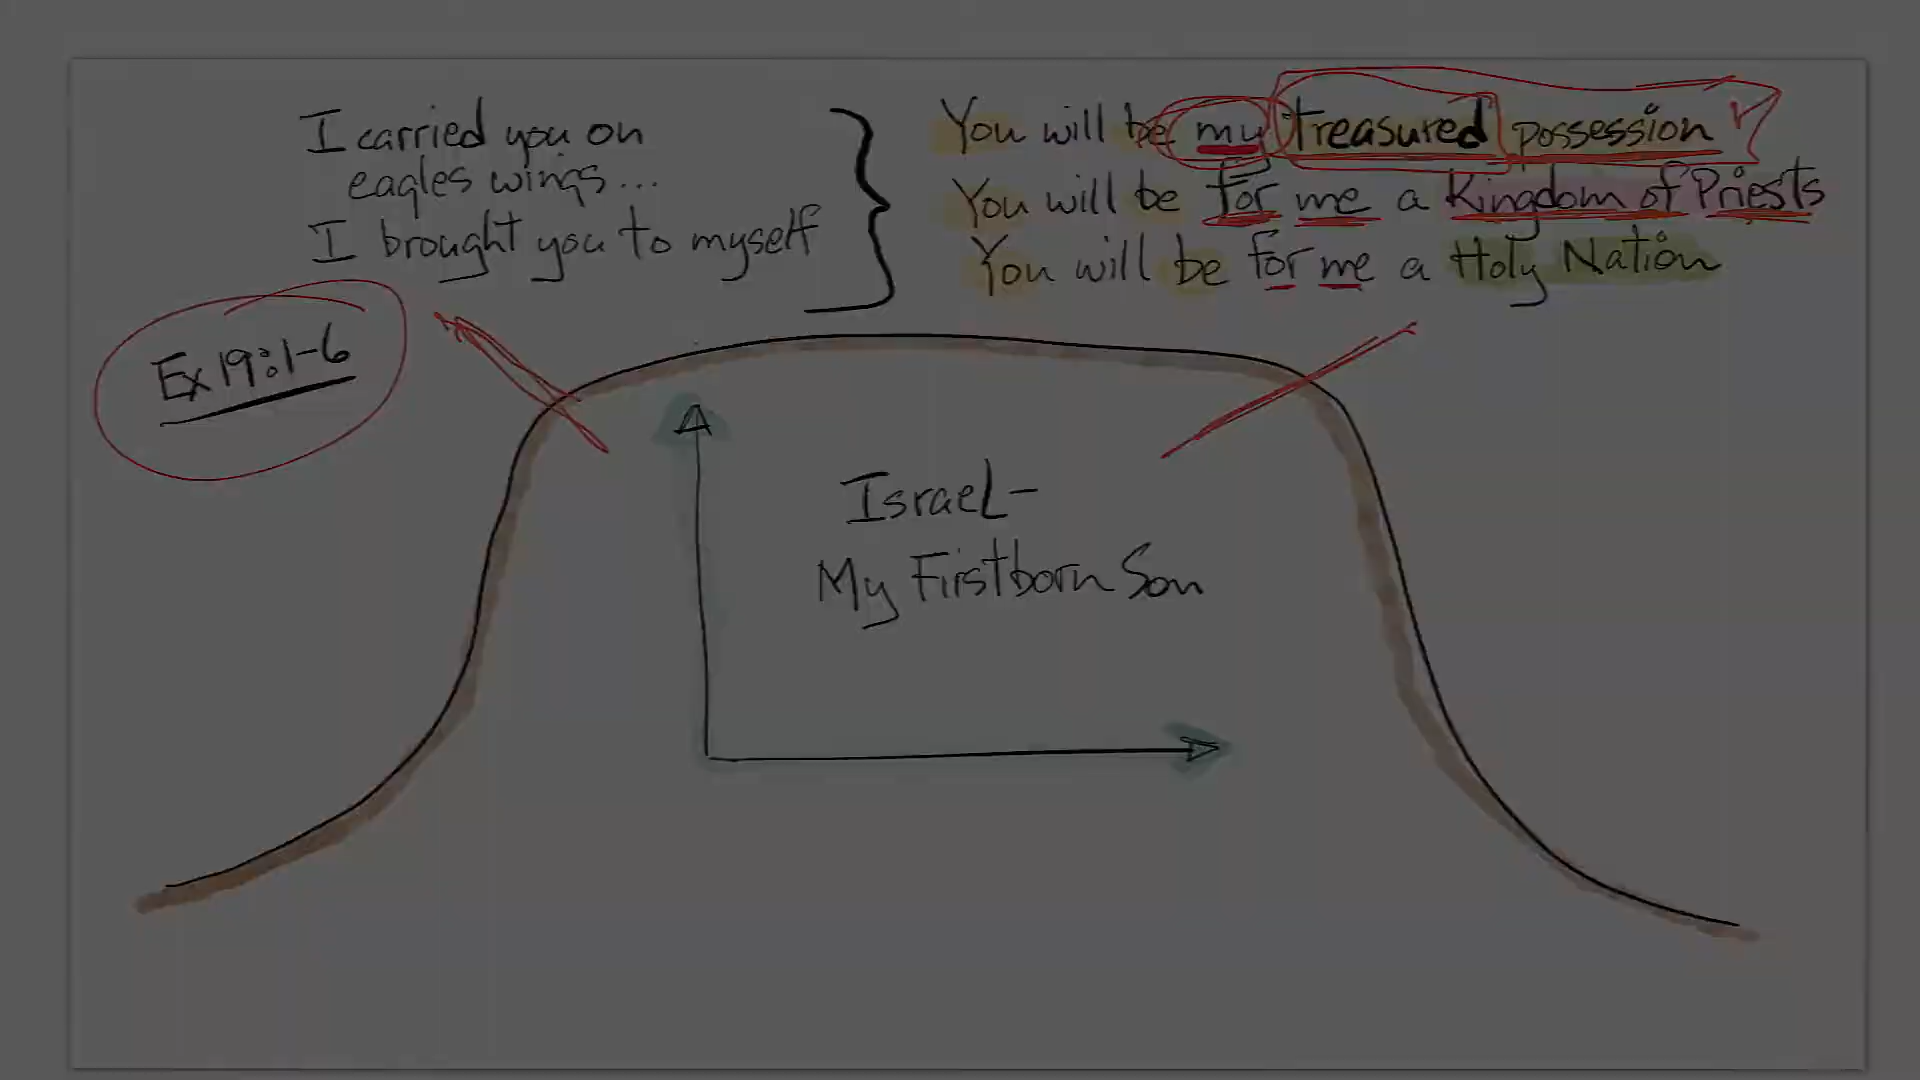 I carried you on
eagles wings...
I brought you to myself
You will be my treasured possession
You will be for me a Kingdom of Priests
You will be for me a Holy Nation
Ex 19:1-6
Israel-
My Firstborn Son